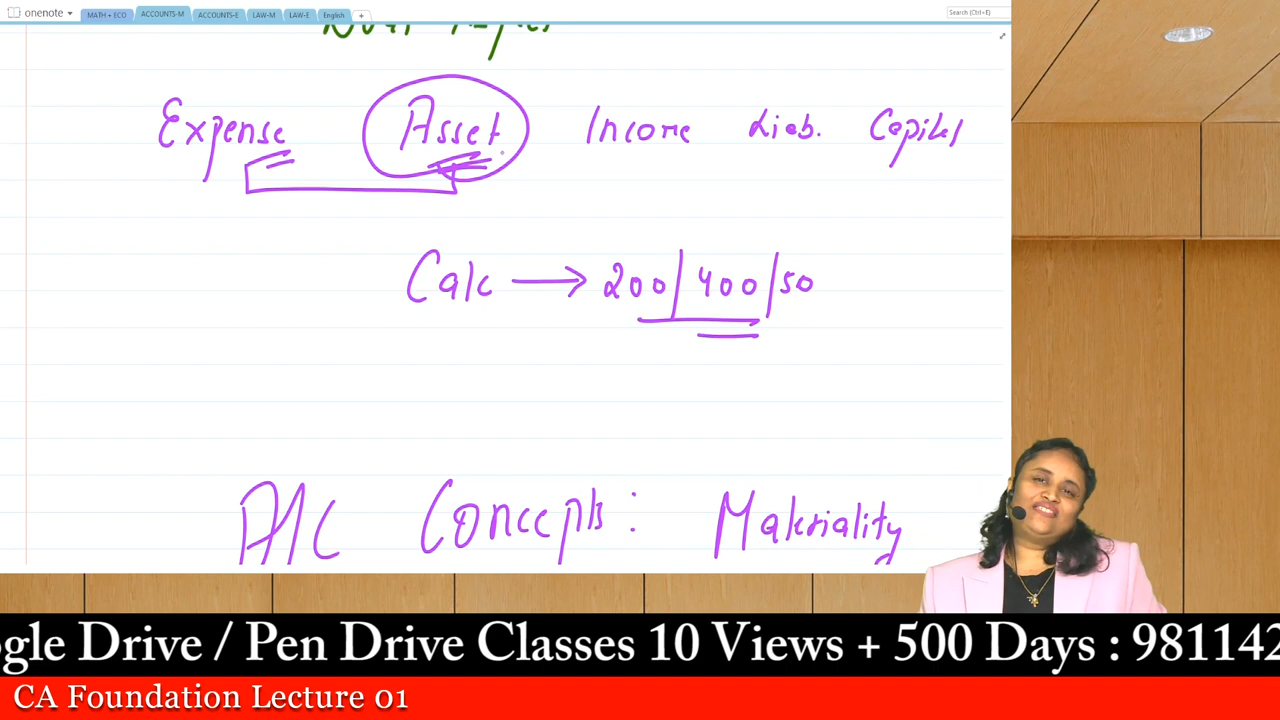 onenote MATH + ECO ACCOUNTS-M ACCOUNTS-E LAW-M LAW-E English + Search (Ctrl+E)
Expense Asset Income Liab. Capital
Calc → 200 / 400 / 50
A/C Concepts : Materiality
gle Drive / Pen Drive Classes 10 Views + 500 Days : 981142
CA Foundation Lecture 01